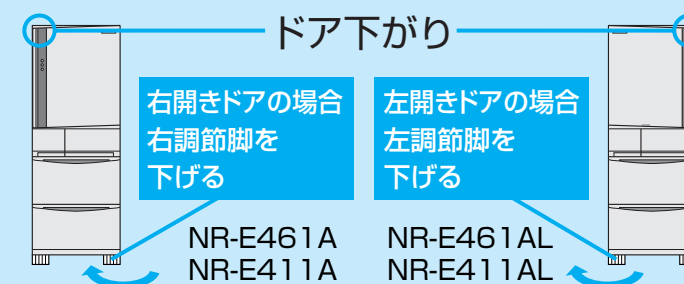 ドア下がり
右開きドアの場合
右調節脚を
下げる
左開きドアの場合
左調節脚を
下げる
NR-E461A
NR-E411A
NR-E461AL
NR-E411AL